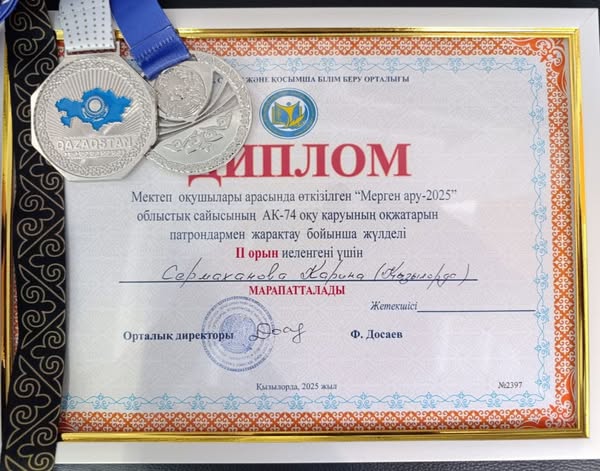 ЖӘНЕ ҚОСЫМША БІЛІМ БЕРУ ОРТАЛЫҒЫ
QAZAQSTAN
ДИПЛОМ
Мектеп оқушылары арасында өткізілген “Мерген ару-2025”
облыстық сайысының АК-74 оқу қаруының оқжатарын
патрондармен жарақтау бойынша жүлделі
ІІ орын иеленгені үшін
Сермаханова Карина (Қызылорда)
МАРАПАТТАЛАДЫ
Жетекшісі
Орталық директоры Ф. Досаев
Қызылорда, 2025 жыл №2397